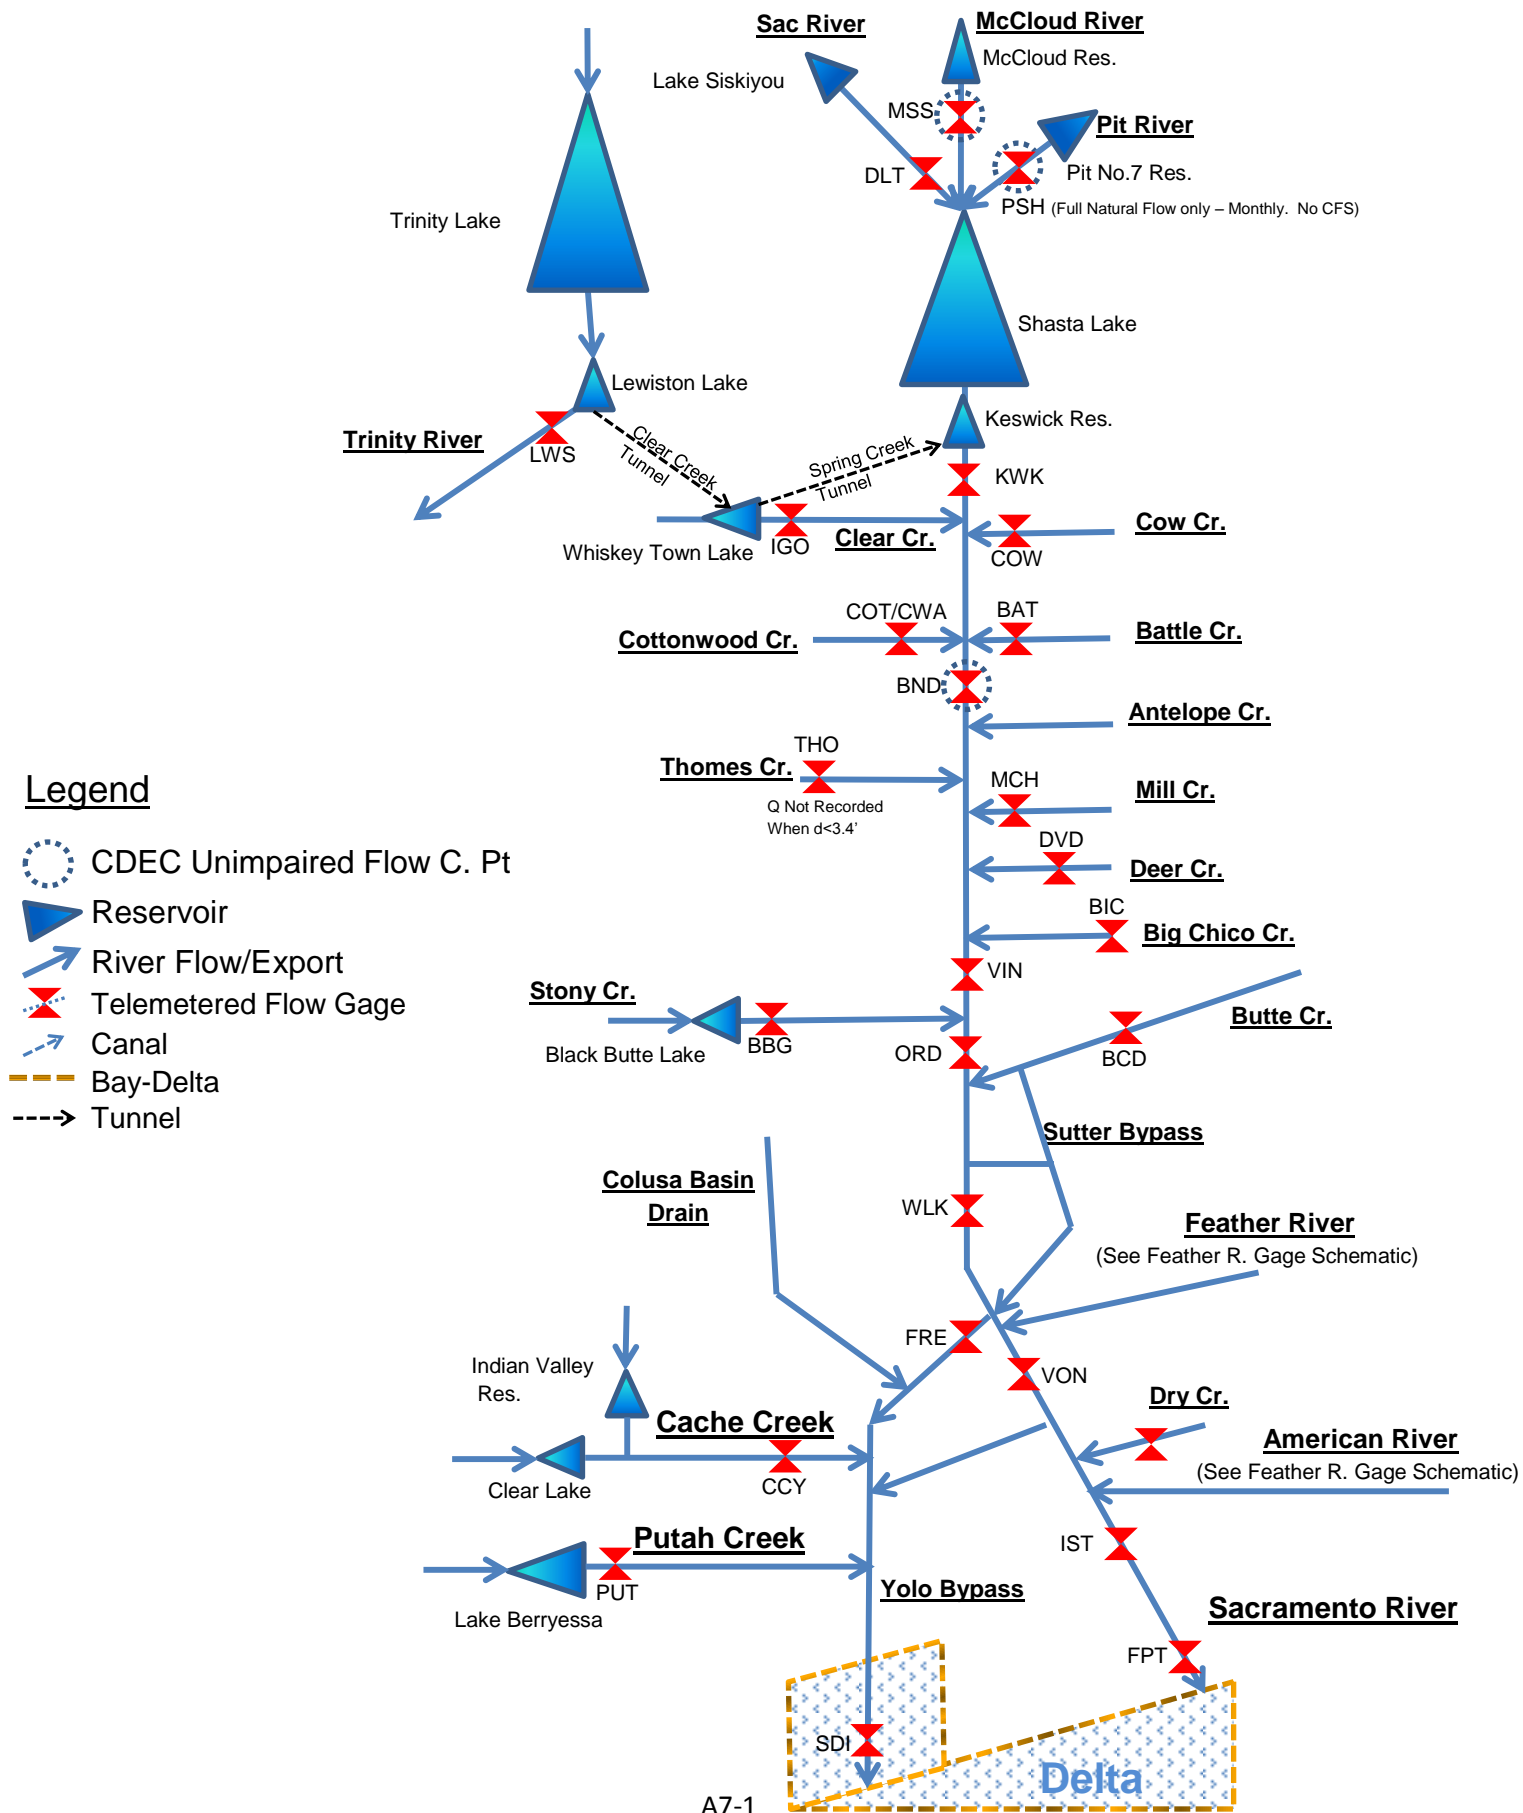 Sac River
McCloud River
McCloud Res.
Lake Siskiyou
MSS
Pit River
DLT
Pit No.7 Res.
PSH (Full Natural Flow only – Monthly.  No CFS)
Trinity Lake
Shasta Lake
Lewiston Lake
Keswick Res.
Trinity River
LWS
Clear Creek
Tunnel
Spring Creek
Tunnel
KWK
Whiskey Town Lake
IGO
Clear Cr.
Cow Cr.
COW
COT/CWA
BAT
Cottonwood Cr.
Battle Cr.
BND
Antelope Cr.
THO
Thomes Cr.
Q Not Recorded
When d<3.4’
MCH
Mill Cr.
DVD
Deer Cr.
BIC
Big Chico Cr.
VIN
Legend
CDEC Unimpaired Flow C. Pt
Reservoir
River Flow/Export
Telemetered Flow Gage
Canal
Bay-Delta
Tunnel
Stony Cr.
Black Butte Lake
BBG
ORD
Butte Cr.
BCD
Sutter Bypass
Colusa Basin
Drain
WLK
Feather River
(See Feather R. Gage Schematic)
FRE
VON
Indian Valley
Res.
Dry Cr.
Cache Creek
American River
(See Feather R. Gage Schematic)
Clear Lake
CCY
Putah Creek
IST
PUT
Lake Berryessa
Yolo Bypass
Sacramento River
FPT
SDI
Delta
A7-1